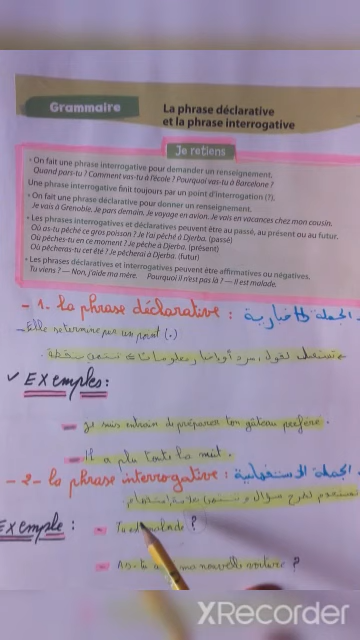 Grammaire
La phrase déclarative
et la phrase interrogative
Je retiens
• On fait une phrase interrogative pour demander un renseignement.
Quand pars-tu ? Comment vas-tu à l'école ? Pourquoi vas-tu à Barcelone ?
Une phrase interrogative finit toujours par un point d'interrogation (?).
• On fait une phrase déclarative pour donner un renseignement.
Je vais à Grenoble. Je pars demain. Je voyage en avion. Je vais en vacances chez mon cousin.
• Les phrases interrogatives et déclaratives peuvent être au passé, au présent ou au futur.
Où as-tu pêché ce gros poisson ? Je l'ai pêché à Djerba. (passé)
Où pêches-tu en ce moment ? Je pêche à Djerba. (présent)
Où pêcheras-tu cet été ? Je pêcherai à Djerba. (futur)
• Les phrases déclaratives et interrogatives peuvent être affirmatives ou négatives.
Tu viens ? — Non, j'aide ma mère. Pourquoi il n'est pas là ? — Il est malade.
- 1. La phrase déclarative : الجملة الإخبارية -
- Elle se termine par un point (.)
✓ Exemples :
- Je suis entrain de préparer ton gâteau préféré.
- Il a plu toute la nuit.
- 2 - La phrase interrogative : الجملة الاستفهامية -
Exemple : - Tu es malade ?
- As-tu ma nouvelle voiture ?
XRecorder